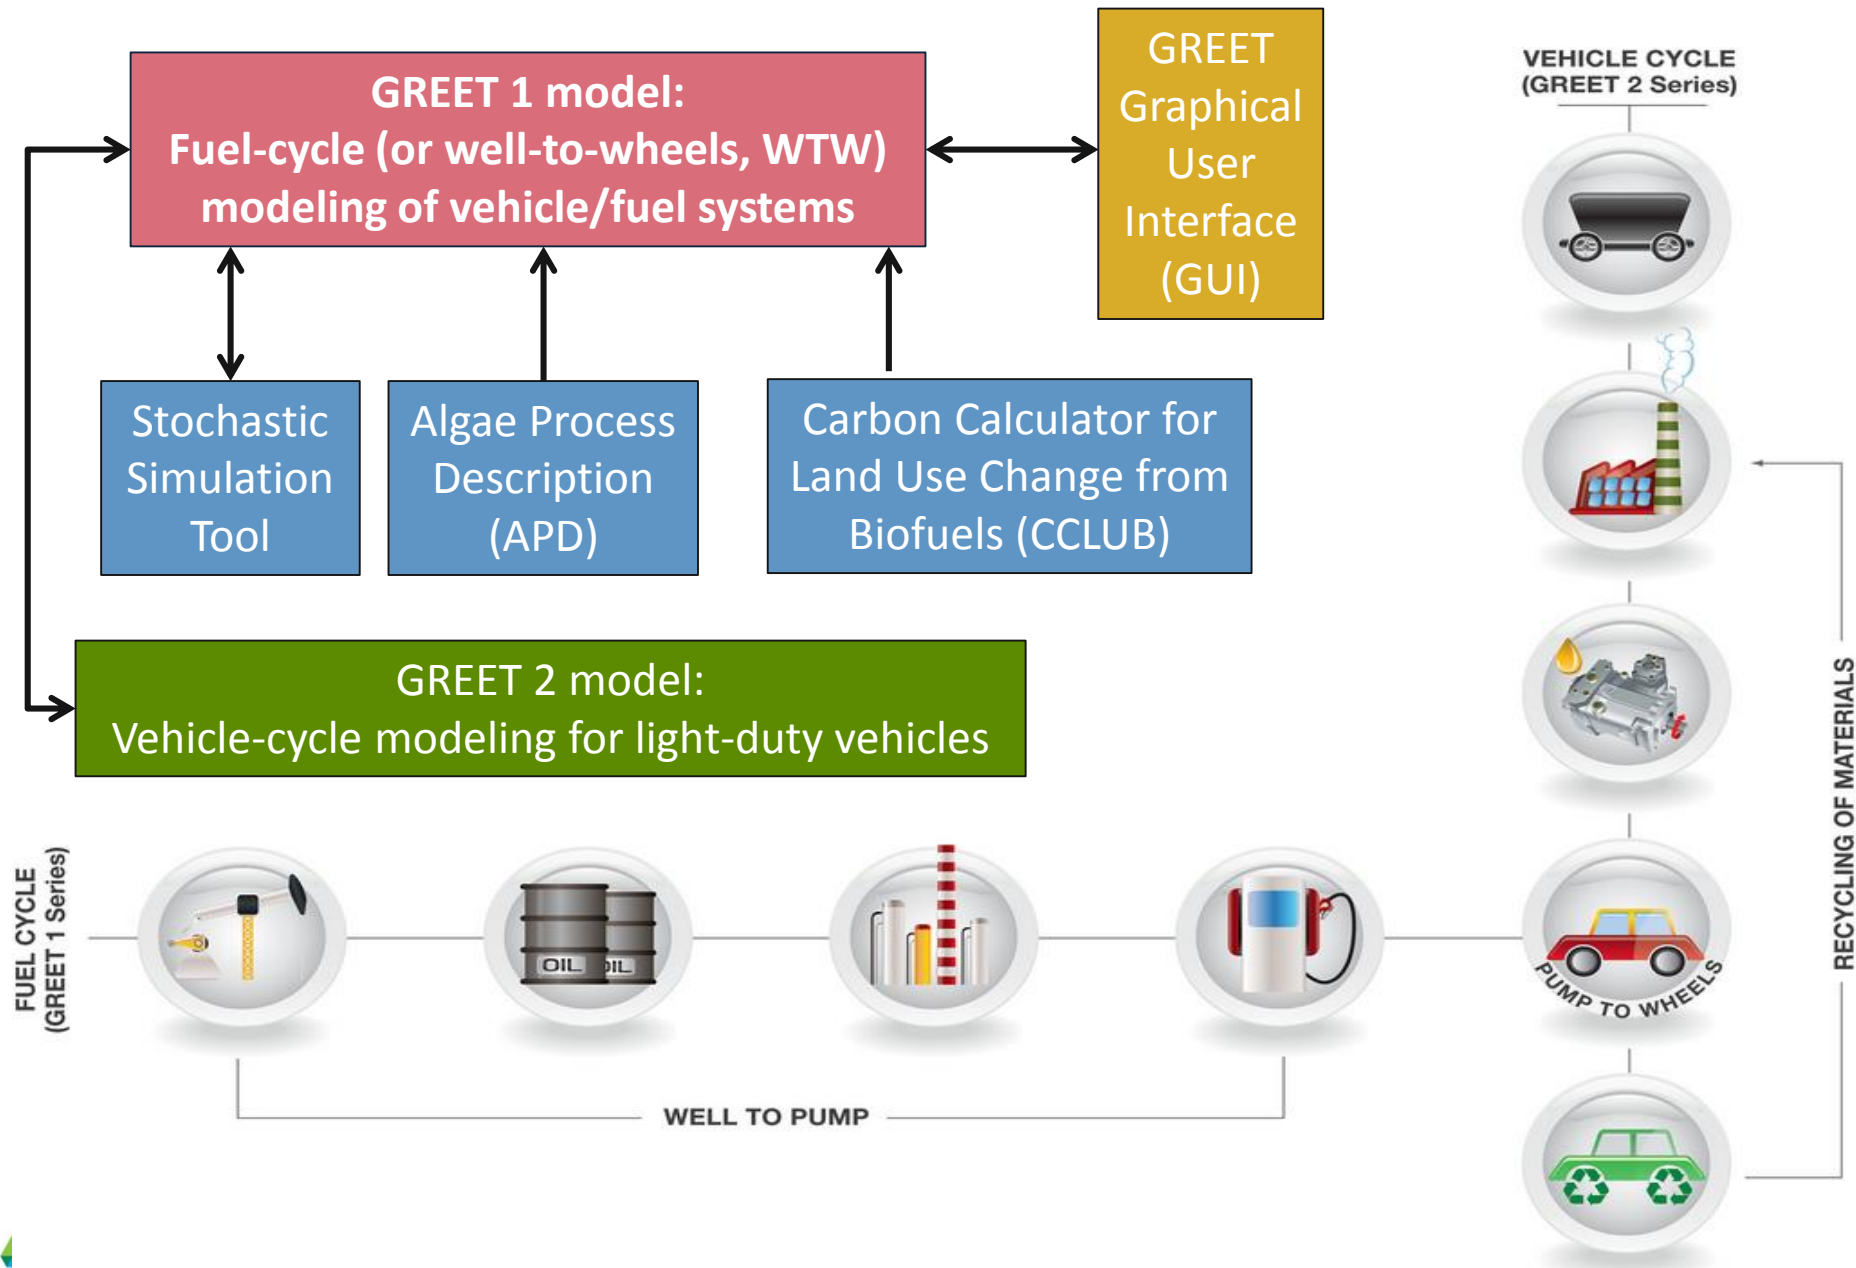 GREET 1 model:
Fuel-cycle (or well-to-wheels, WTW)
modeling of vehicle/fuel systems
GREET
Graphical
User
Interface
(GUI)
VEHICLE CYCLE
(GREET 2 Series)
Stochastic
Simulation
Tool
Algae Process
Description
(APD)
Carbon Calculator for
Land Use Change from
Biofuels (CCLUB)
GREET 2 model:
Vehicle-cycle modeling for light-duty vehicles
RECYCLING OF MATERIALS
FUEL CYCLE
(GREET 1 Series)
OIL
OIL
PUMP TO WHEELS
WELL TO PUMP